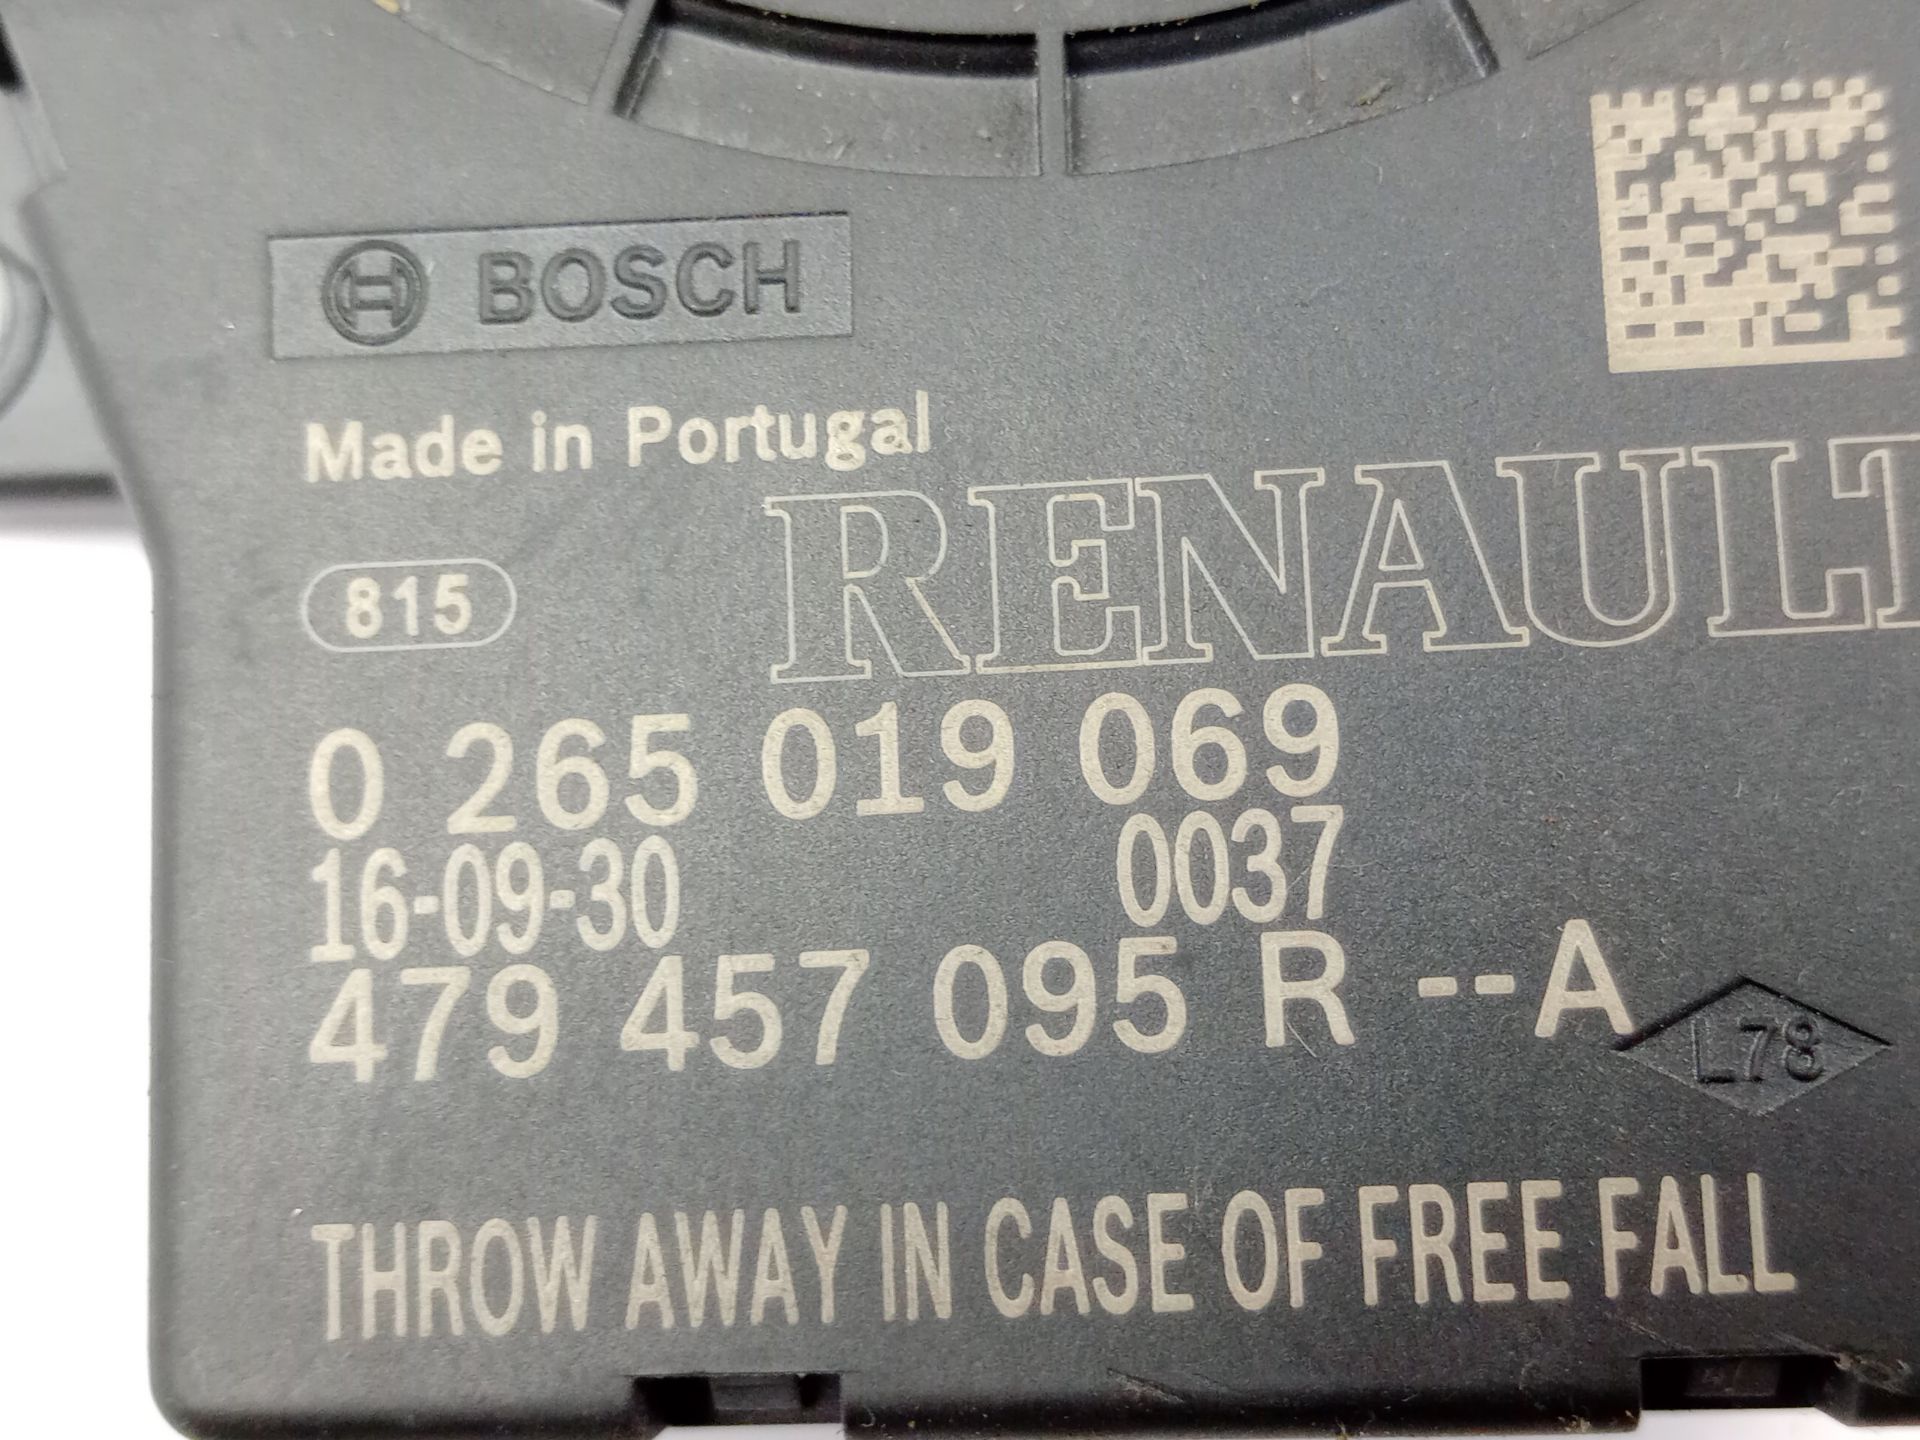 BOSCH
Made in Portugal
RENAULT
815
0 265 019 069
16-09-30 0037
479 457 095 R --A
L78
THROW AWAY IN CASE OF FREE FALL